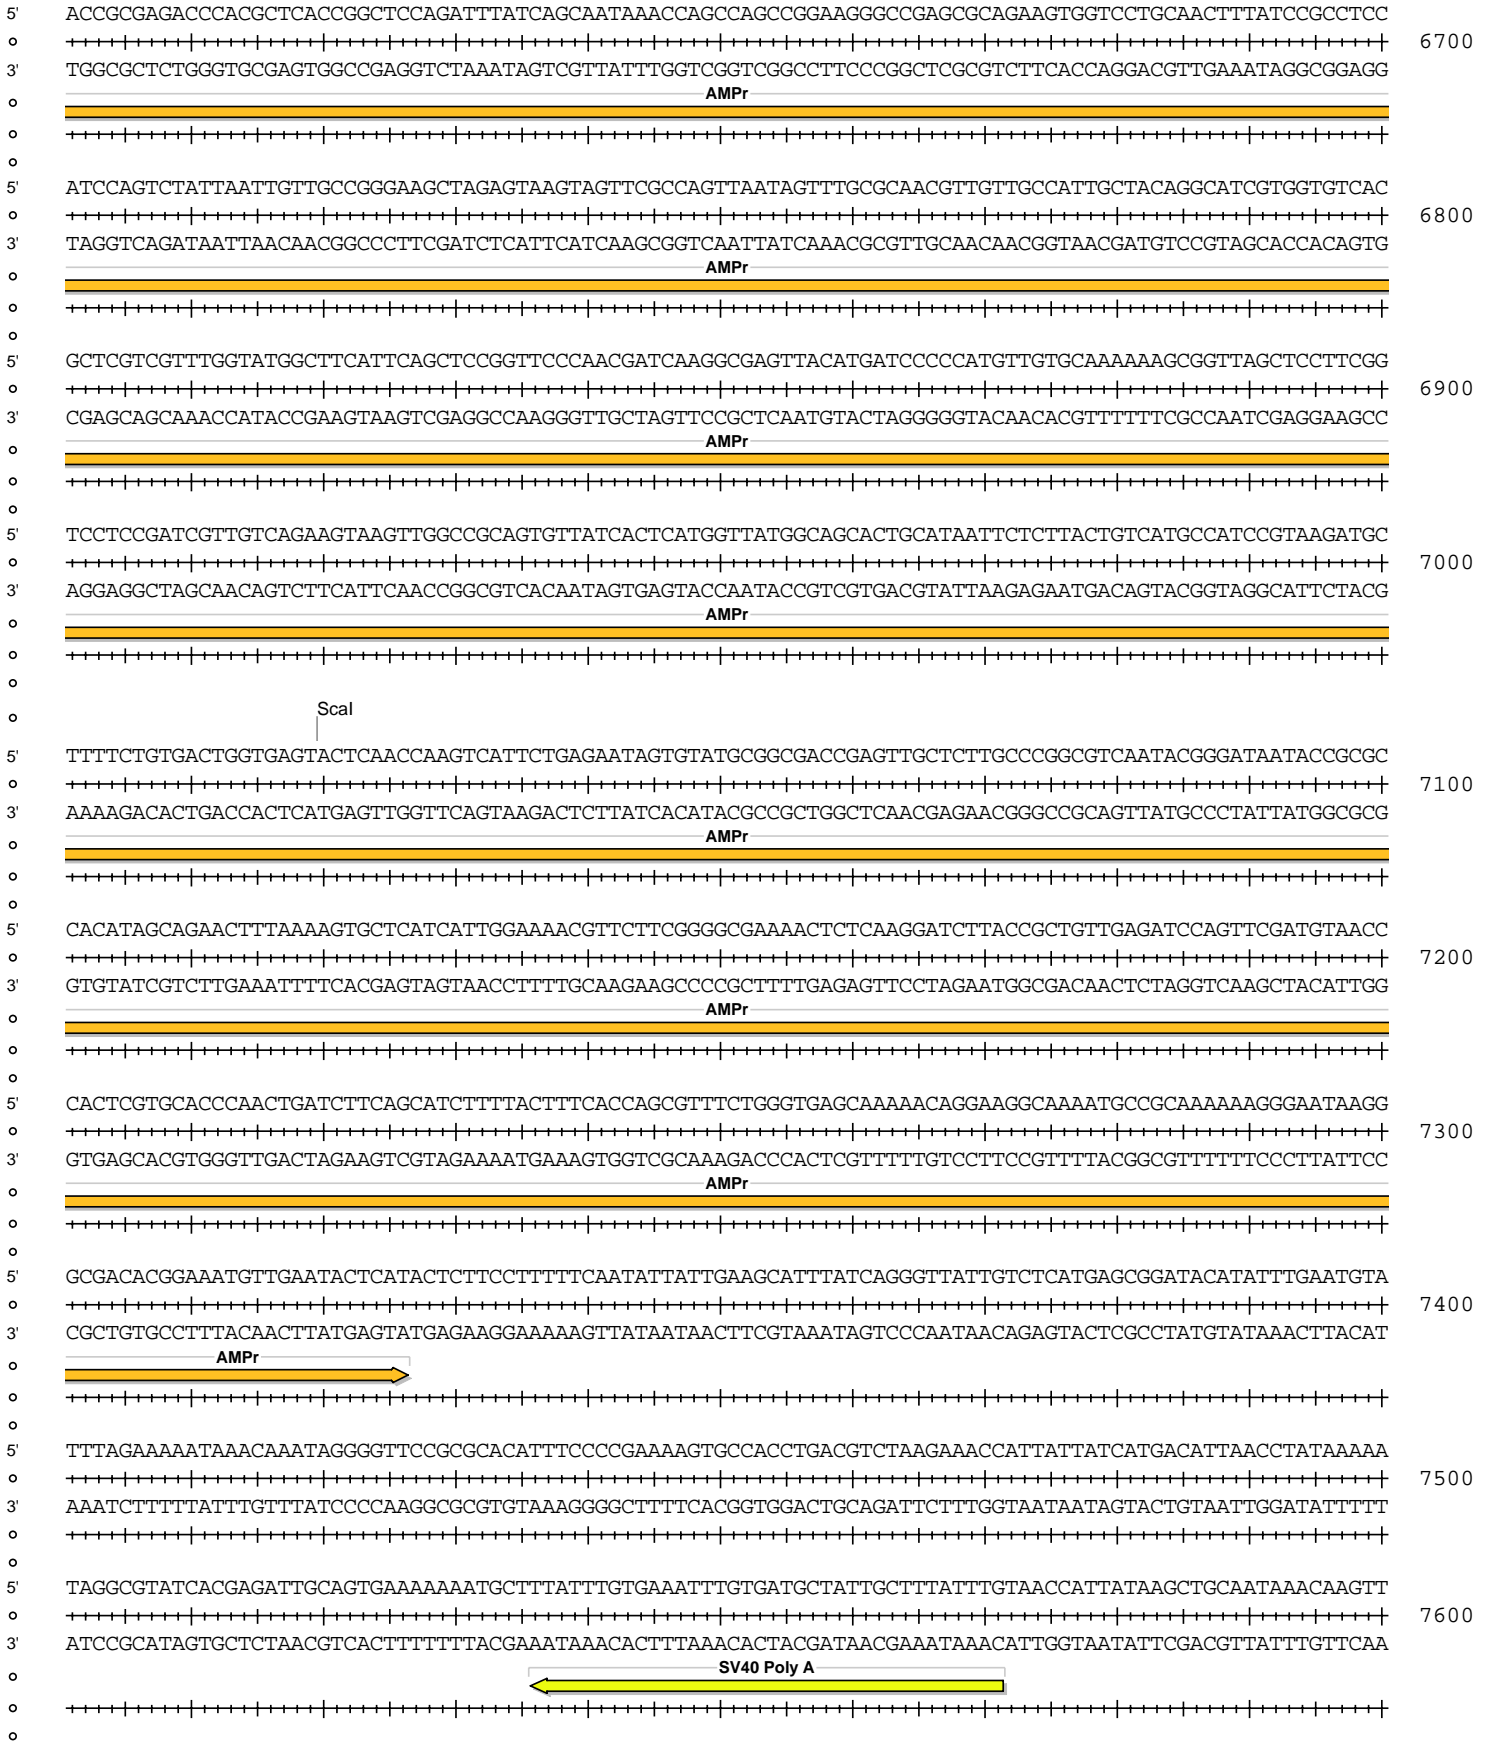 5' ACCGCGAGACCCACGCTCACCGGCTCCAGATTTATCAGCAATAAACCAGCCAGCCGGAAGGGCCGAGCGCAGAAGTGGTCCTGCAACTTTATCCGCCTCC
6700
3' TGGCGCTCTGGGTGCGAGTGGCCGAGGTCTAAATAGTCGTTATTTGGTCGGTCGGCCTTCCCGGCTCGCGTCTTCACCAGGACGTTGAAATAGGCGGAGG
AMPr
5' ATCCAGTCTATTAATTGTTGCCGGGAAGCTAGAGTAAGTAGTTCGCCAGTTAATAGTTTGCGCAACGTTGTTGCCATTGCTACAGGCATCGTGGTGTCAC
6800
3' TAGGTCAGATAATTAACAACGGCCCTTCGATCTCATTCATCAAGCGGTCAATTATCAAACGCGTTGCAACAACGGTAACGATGTCCGTAGCACCACAGTG
AMPr
5' GCTCGTCGTTTGGTATGGCTTCATTCAGCTCCGGTTCCCAACGATCAAGGCGAGTTACATGATCCCCCATGTTGTGCAAAAAAGCGGTTAGCTCCTTCGG
6900
3' CGAGCAGCAAACCATACCGAAGTAAGTCGAGGCCAAGGGTTGCTAGTTCCGCTCAATGTACTAGGGGGTACAACACGTTTTTTCGCCAATCGAGGAAGCC
AMPr
5' TCCTCCGATCGTTGTCAGAAGTAAGTTGGCCGCAGTGTTATCACTCATGGTTATGGCAGCACTGCATAATTCTCTTACTGTCATGCCATCCGTAAGATGC
7000
3' AGGAGGCTAGCAACAGTCTTCATTCAACCGGCGTCACAATAGTGAGTACCAATACCGTCGTGACGTATTAAGAGAATGACAGTACGGTAGGCATTCTACG
AMPr
ScaI
5' TTTTCTGTGACTGGTGAGTACTCAACCAAGTCATTCTGAGAATAGTGTATGCGGCGACCGAGTTGCTCTTGCCCGGCGTCAATACGGGATAATACCGCGC
7100
3' AAAAGACACTGACCACTCATGAGTTGGTTCAGTAAGACTCTTATCACATACGCCGCTGGCTCAACGAGAACGGGCCGCAGTTATGCCCTATTATGGCGCG
AMPr
5' CACATAGCAGAACTTTAAAAGTGCTCATCATTGGAAAACGTTCTTCGGGGCGAAAACTCTCAAGGATCTTACCGCTGTTGAGATCCAGTTCGATGTAACC
7200
3' GTGTATCGTCTTGAAATTTTCACGAGTAGTAACCTTTTGCAAGAAGCCCCGCTTTTGAGAGTTCCTAGAATGGCGACAACTCTAGGTCAAGCTACATTGG
AMPr
5' CACTCGTGCACCCAACTGATCTTCAGCATCTTTTACTTTCACCAGCGTTTCTGGGTGAGCAAAAACAGGAAGGCAAAATGCCGCAAAAAAGGGAATAAGG
7300
3' GTGAGCACGTGGGTTGACTAGAAGTCGTAGAAAATGAAAGTGGTCGCAAAGACCCACTCGTTTTTGTCCTTCCGTTTTACGGCGTTTTTTCCCTTATTCC
AMPr
5' GCGACACGGAAATGTTGAATACTCATACTCTTCCTTTTTCAATATTATTGAAGCATTTATCAGGGTTATTGTCTCATGAGCGGATACATATTTGAATGTA
7400
3' CGCTGTGCCTTTACAACTTATGAGTATGAGAAGGAAAAAGTTATAATAACTTCGTAAATAGTCCCAATAACAGAGTACTCGCCTATGTATAAACTTACAT
AMPr
5' TTTAGAAAAATAAACAAATAGGGGTTCCGCGCACATTTCCCCGAAAAGTGCCACCTGACGTCTAAGAAACCATTATTATCATGACATTAACCTATAAAAA
7500
3' AAATCTTTTTATTTGTTTATCCCCAAGGCGCGTGTAAAGGGGCTTTTCACGGTGGACTGCAGATTCTTTGGTAATAATAGTACTGTAATTGGATATTTTT
5' TAGGCGTATCACGAGATTGCAGTGAAAAAAATGCTTTATTTGTGAAATTTGTGATGCTATTGCTTTATTTGTAACCATTATAAGCTGCAATAAACAAGTT
7600
3' ATCCGCATAGTGCTCTAACGTCACTTTTTTTACGAAATAAACACTTTAAACACTACGATAACGAAATAAACATTGGTAATATTCGACGTTATTTGTTCAA
SV40 Poly A